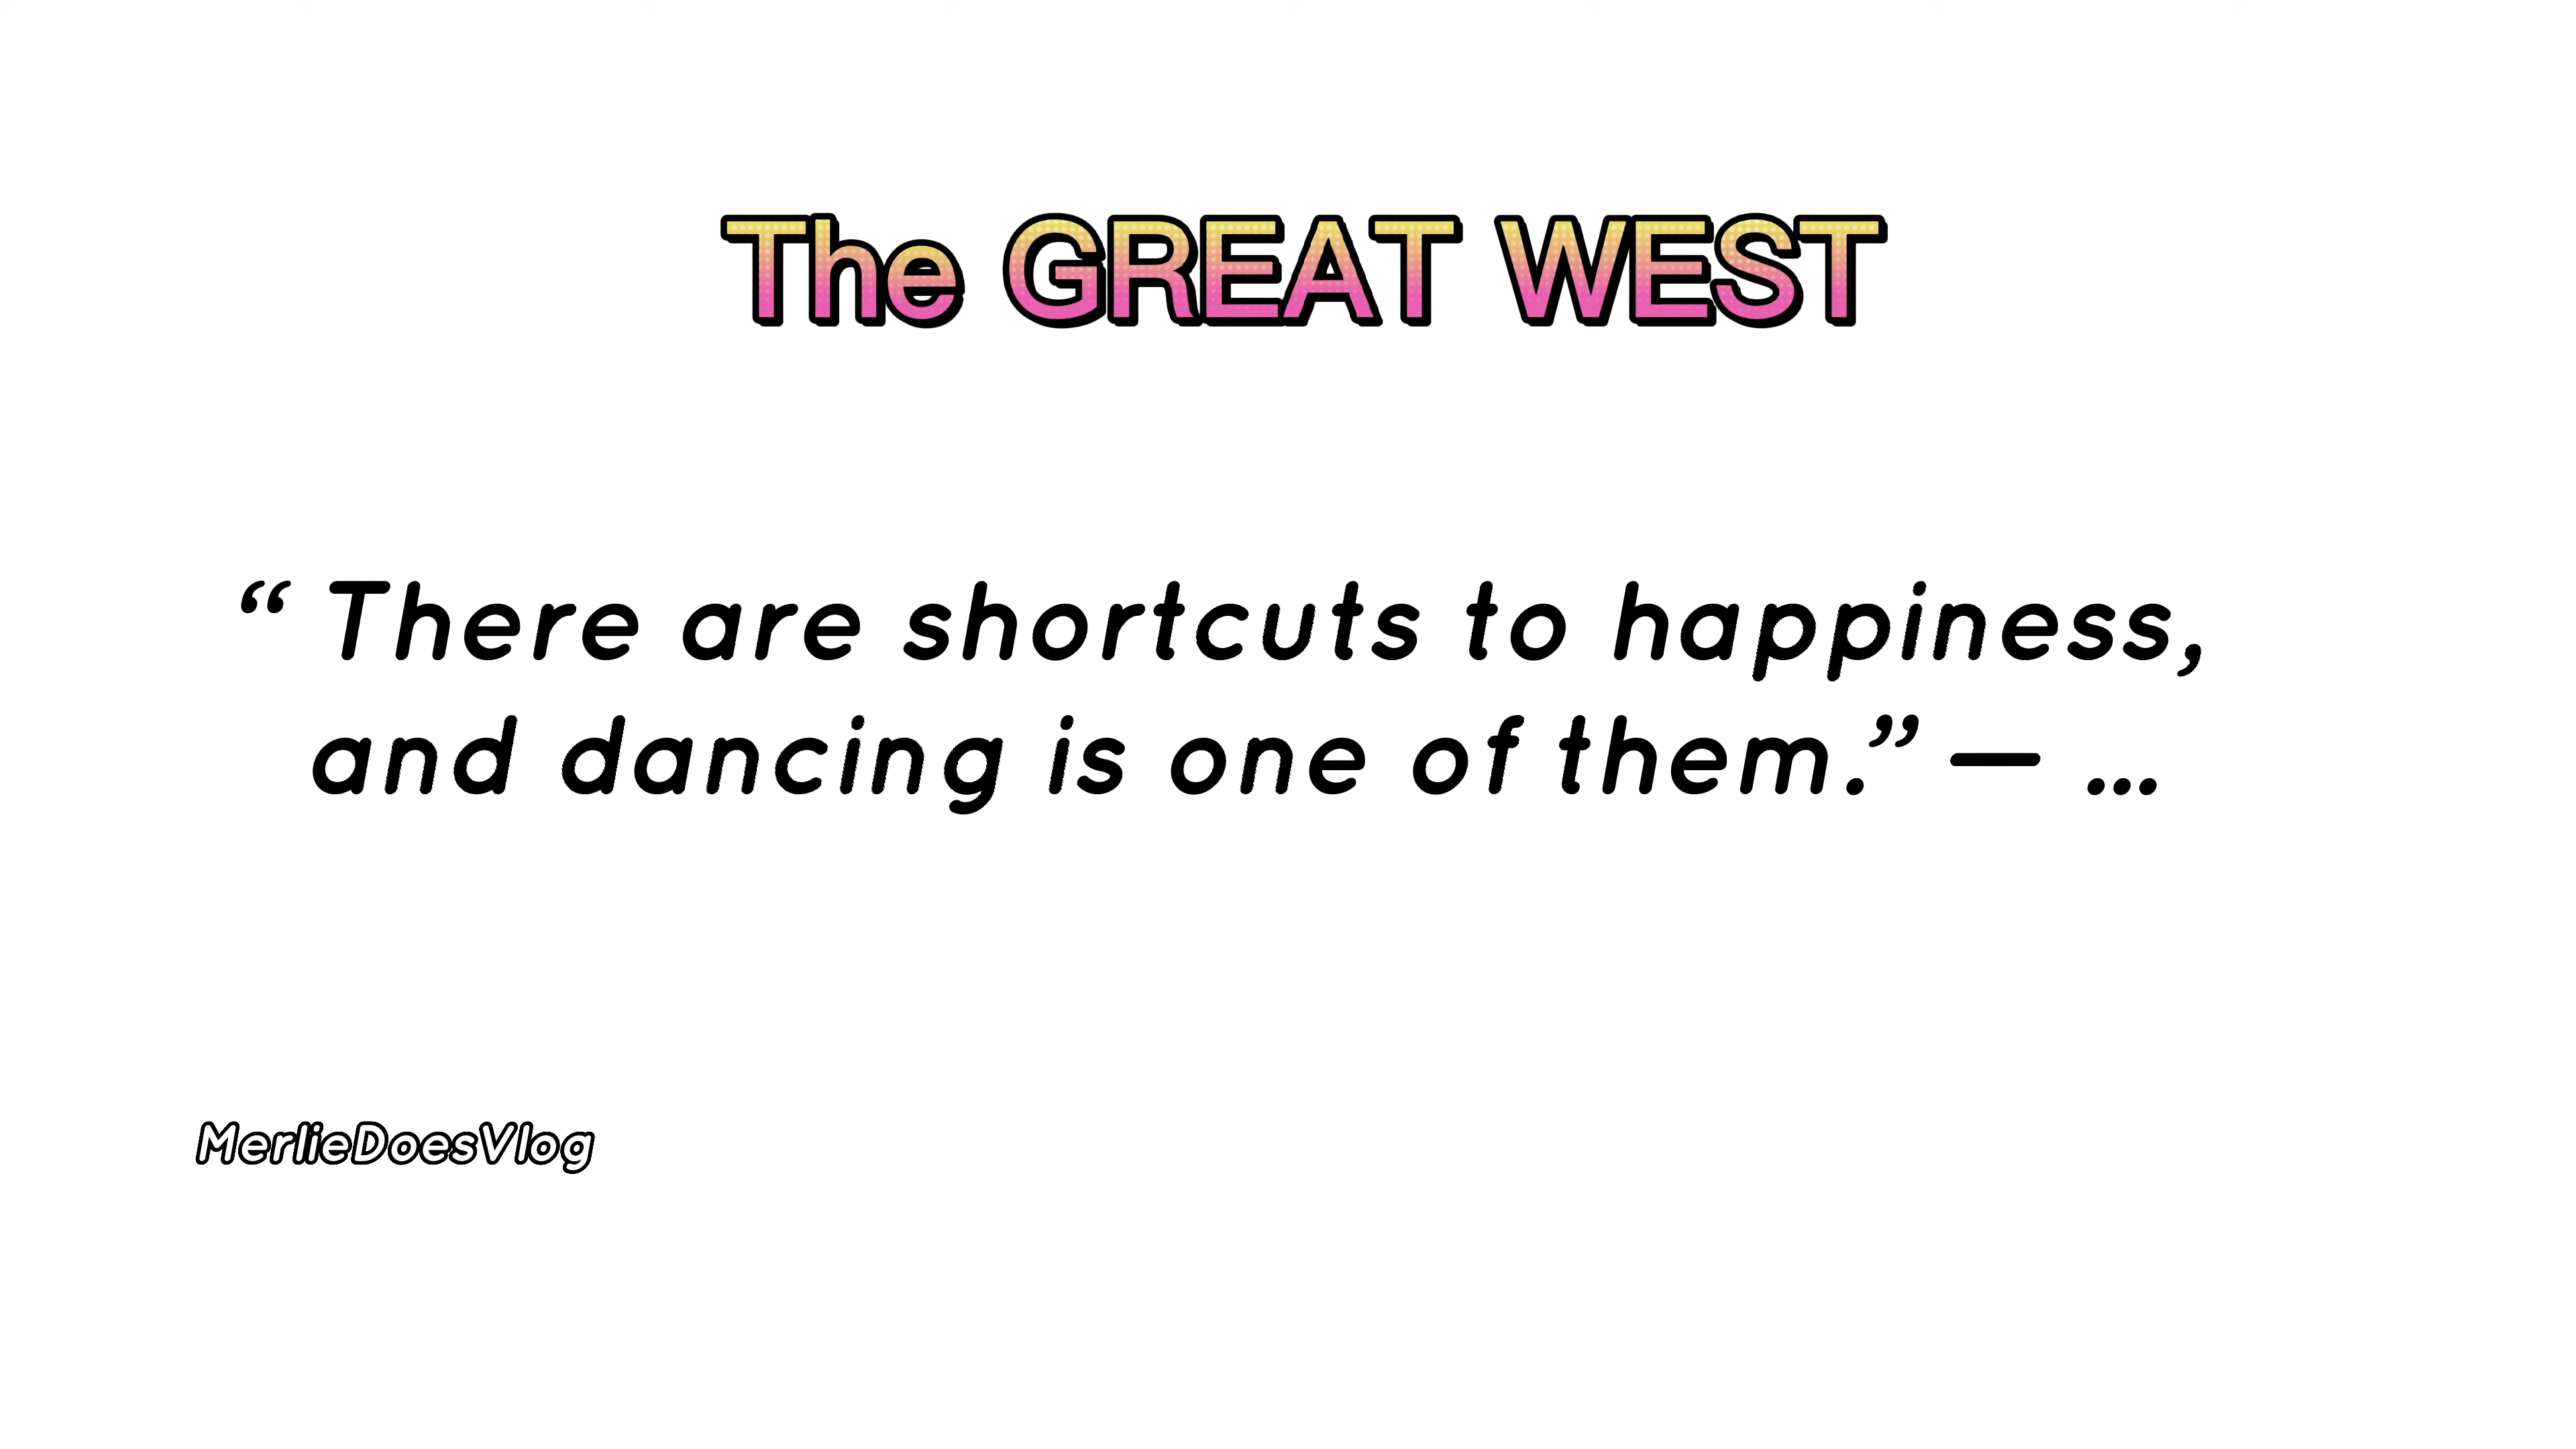 The GREAT WEST
“ There are shortcuts to happiness,
and dancing is one of them.” — ...
MerlieDoesVlog